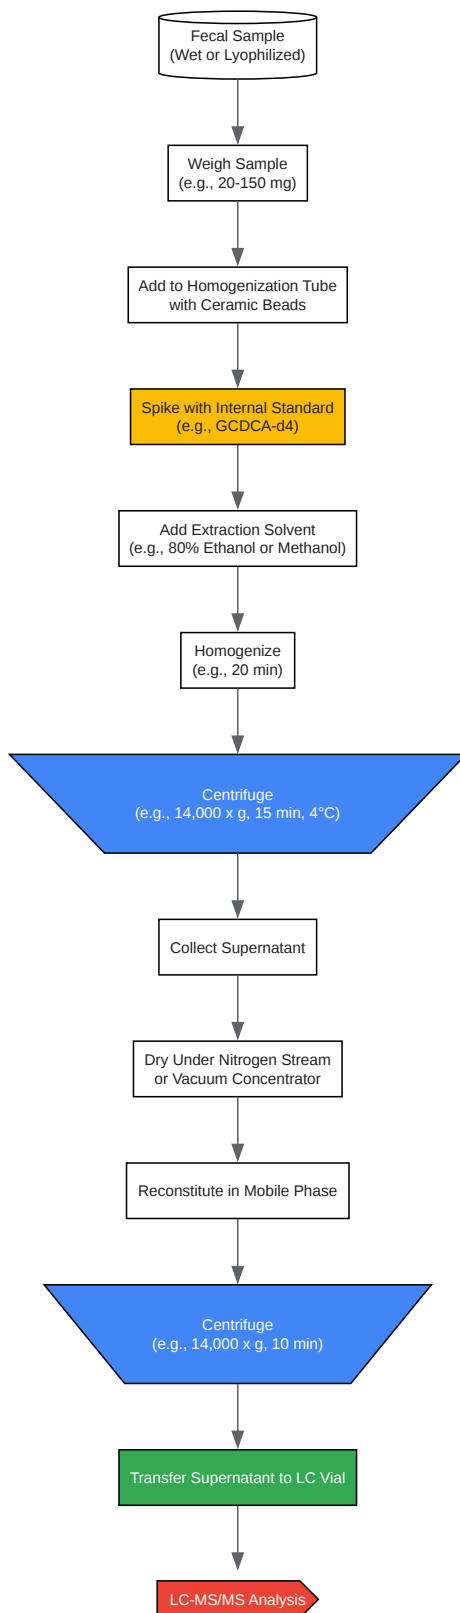 Fecal Sample
(Wet or Lyophilized)
Weigh Sample
(e.g., 20-150 mg)
Add to Homogenization Tube
with Ceramic Beads
Spike with Internal Standard
(e.g., GCDCA-d4)
Add Extraction Solvent
(e.g., 80% Ethanol or Methanol)
Homogenize
(e.g., 20 min)
Centrifuge
(e.g., 14,000 x g, 15 min, 4°C)
Collect Supernatant
Dry Under Nitrogen Stream
or Vacuum Concentrator
Reconstitute in Mobile Phase
Centrifuge
(e.g., 14,000 x g, 10 min)
Transfer Supernatant to LC Vial
LC-MS/MS Analysis